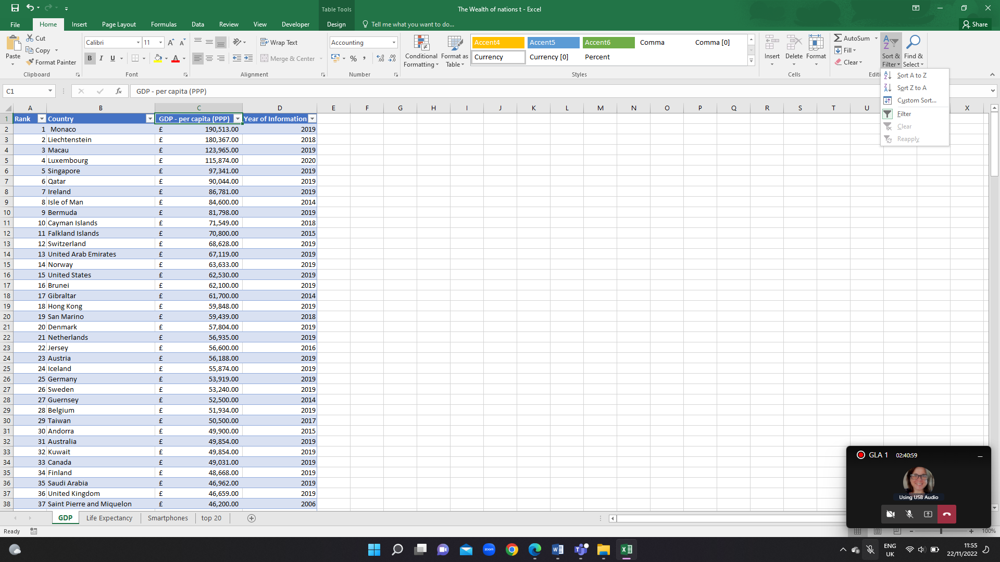 Table Tools
The Wealth of nations t - Excel
File Home Insert Page Layout Formulas Data Review View Developer Design Tell me what you want to do... Share
Paste Cut Copy Format Painter Clipboard
Calibri 11 B I U Font
Wrap Text Merge & Center Alignment
Accounting % Number
Conditional Formatting Format as Table
Accent4 Accent5 Accent6 Comma Comma [0]
Currency Currency [0] Percent
Styles
Insert Delete Format Cells
AutoSum Fill Clear Sort & Filter Find & Select Editi
Sort A to Z
Sort Z to A
Custom Sort...
Filter
Clear
Reapply
C1 fx GDP - per capita (PPP)
A B C D E F G H I J K L M N O P Q R S T U X
1 Rank Country GDP - per capita (PPP) Year of Information
2 1 Monaco £ 190,513.00 2019
3 2 Liechtenstein £ 180,367.00 2018
4 3 Macau £ 123,965.00 2019
5 4 Luxembourg £ 115,874.00 2020
6 5 Singapore £ 97,341.00 2019
7 6 Qatar £ 90,044.00 2019
8 7 Ireland £ 86,781.00 2019
9 8 Isle of Man £ 84,600.00 2014
10 9 Bermuda £ 81,798.00 2019
11 10 Cayman Islands £ 71,549.00 2018
12 11 Falkland Islands £ 70,800.00 2015
13 12 Switzerland £ 68,628.00 2019
14 13 United Arab Emirates £ 67,119.00 2019
15 14 Norway £ 63,633.00 2019
16 15 United States £ 62,530.00 2019
17 16 Brunei £ 62,100.00 2019
18 17 Gibraltar £ 61,700.00 2014
19 18 Hong Kong £ 59,848.00 2019
20 19 San Marino £ 59,439.00 2018
21 20 Denmark £ 57,804.00 2019
22 21 Netherlands £ 56,935.00 2019
23 22 Jersey £ 56,600.00 2016
24 23 Austria £ 56,188.00 2019
25 24 Iceland £ 55,874.00 2019
26 25 Germany £ 53,919.00 2019
27 26 Sweden £ 53,240.00 2019
28 27 Guernsey £ 52,500.00 2014
29 28 Belgium £ 51,934.00 2019
30 29 Taiwan £ 50,500.00 2017
31 30 Andorra £ 49,900.00 2015
32 31 Australia £ 49,854.00 2019
33 32 Kuwait £ 49,854.00 2019
34 33 Canada £ 49,031.00 2019
35 34 Finland £ 48,668.00 2019
36 35 Saudi Arabia £ 46,962.00 2019
37 36 United Kingdom £ 46,659.00 2019
38 37 Saint Pierre and Miquelon £ 46,200.00 2006
GLA 1 02:40:59
Using USB Audio
GDP Life Expectancy Smartphones top 20
Ready 100%
zoom
ENG UK
11:55
22/11/2022